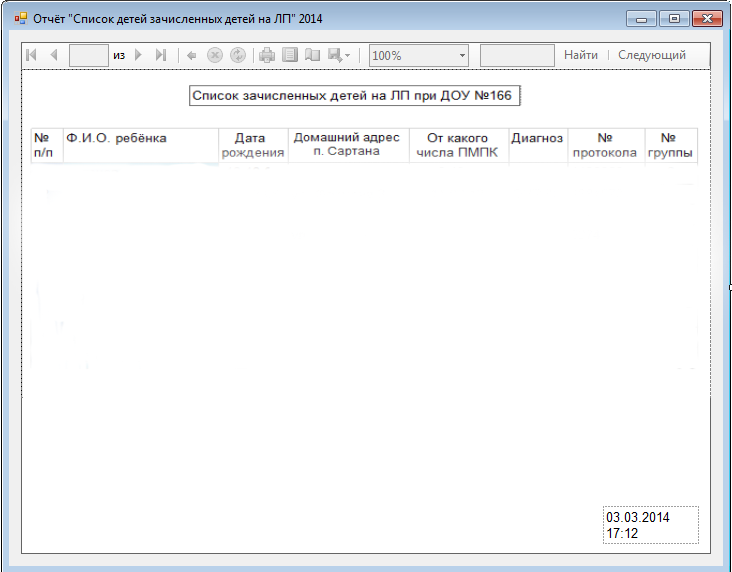 Отчёт "Список детей зачисленных детей на ЛП" 2014
из 100% Найти | Следующий
Список зачисленных детей на ЛП при ДОУ №166
№ Ф.И.О. ребёнка Дата Домашний адрес От какого Диагноз № №
п/п рождения п. Сартана числа ПМПК протокола группы
03.03.2014
17:12